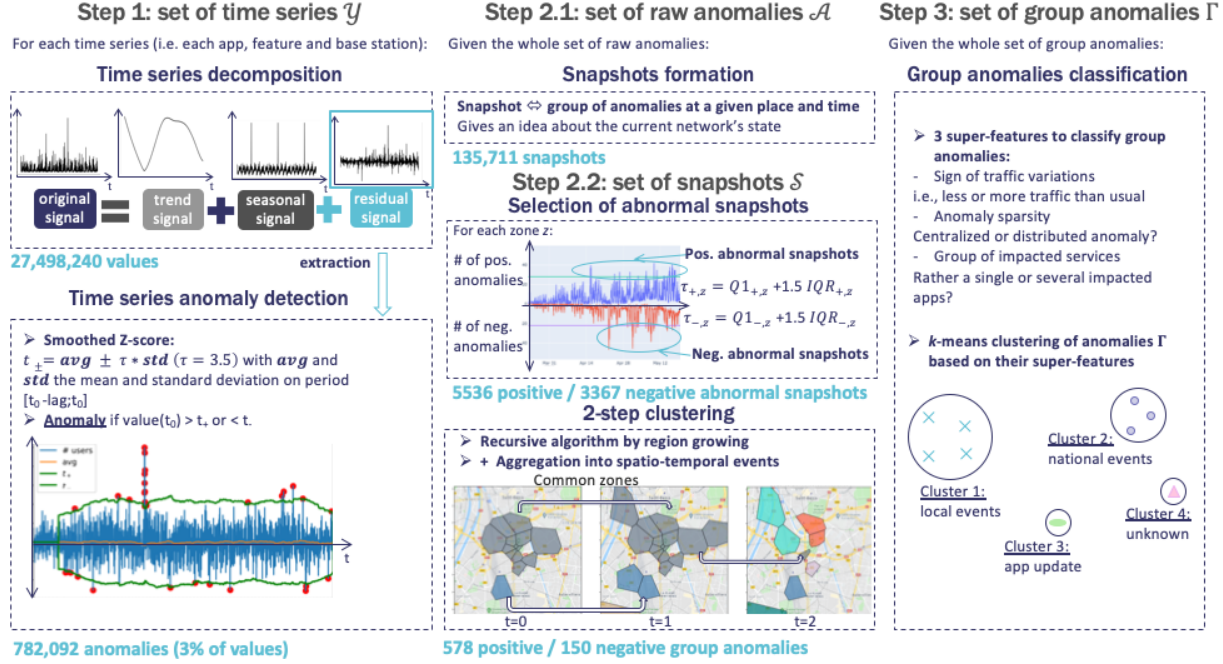 Step 1: set of time series 𝒴
For each time series (i.e. each app, feature and base station):
Time series decomposition
t
t
t
t
original signal = trend signal + seasonal signal + residual signal
27,498,240 values
extraction
Time series anomaly detection
➢ Smoothed Z-score:
t ± = avg ± τ * std (τ = 3.5) with avg and
std the mean and standard deviation on period
[t₀ -lag;t₀]
➢ Anomaly if value(t₀) > t₊ or < t.
# users
avg
t₊
t
782,092 anomalies (3% of values)
Step 2.1: set of raw anomalies 𝒜
Given the whole set of raw anomalies:
Snapshots formation
Snapshot ⇔ group of anomalies at a given place and time
Gives an idea about the current network's state
135,711 snapshots
Step 2.2: set of snapshots 𝒮
Selection of abnormal snapshots
For each zone z:
# of pos.
anomalies
Pos. abnormal snapshots
τ₊,z = Q1₊,z +1.5 IQR₊,z
τ₋,z = Q1₋,z +1.5 IQR₋,z
# of neg.
anomalies
Neg. abnormal snapshots
5536 positive / 3367 negative abnormal snapshots
2-step clustering
➢ Recursive algorithm by region growing
➢ + Aggregation into spatio-temporal events
Common zones
t=0
t=1
t=2
578 positive / 150 negative group anomalies
Step 3: set of group anomalies Γ
Given the whole set of group anomalies:
Group anomalies classification
➢ 3 super-features to classify group
anomalies:
- Sign of traffic variations
i.e., less or more traffic than usual
- Anomaly sparsity
Centralized or distributed anomaly?
- Group of impacted services
Rather a single or several impacted
apps?
➢ k-means clustering of anomalies Γ
based on their super-features
Cluster 1:
local events
Cluster 2:
national events
Cluster 3:
app update
Cluster 4:
unknown